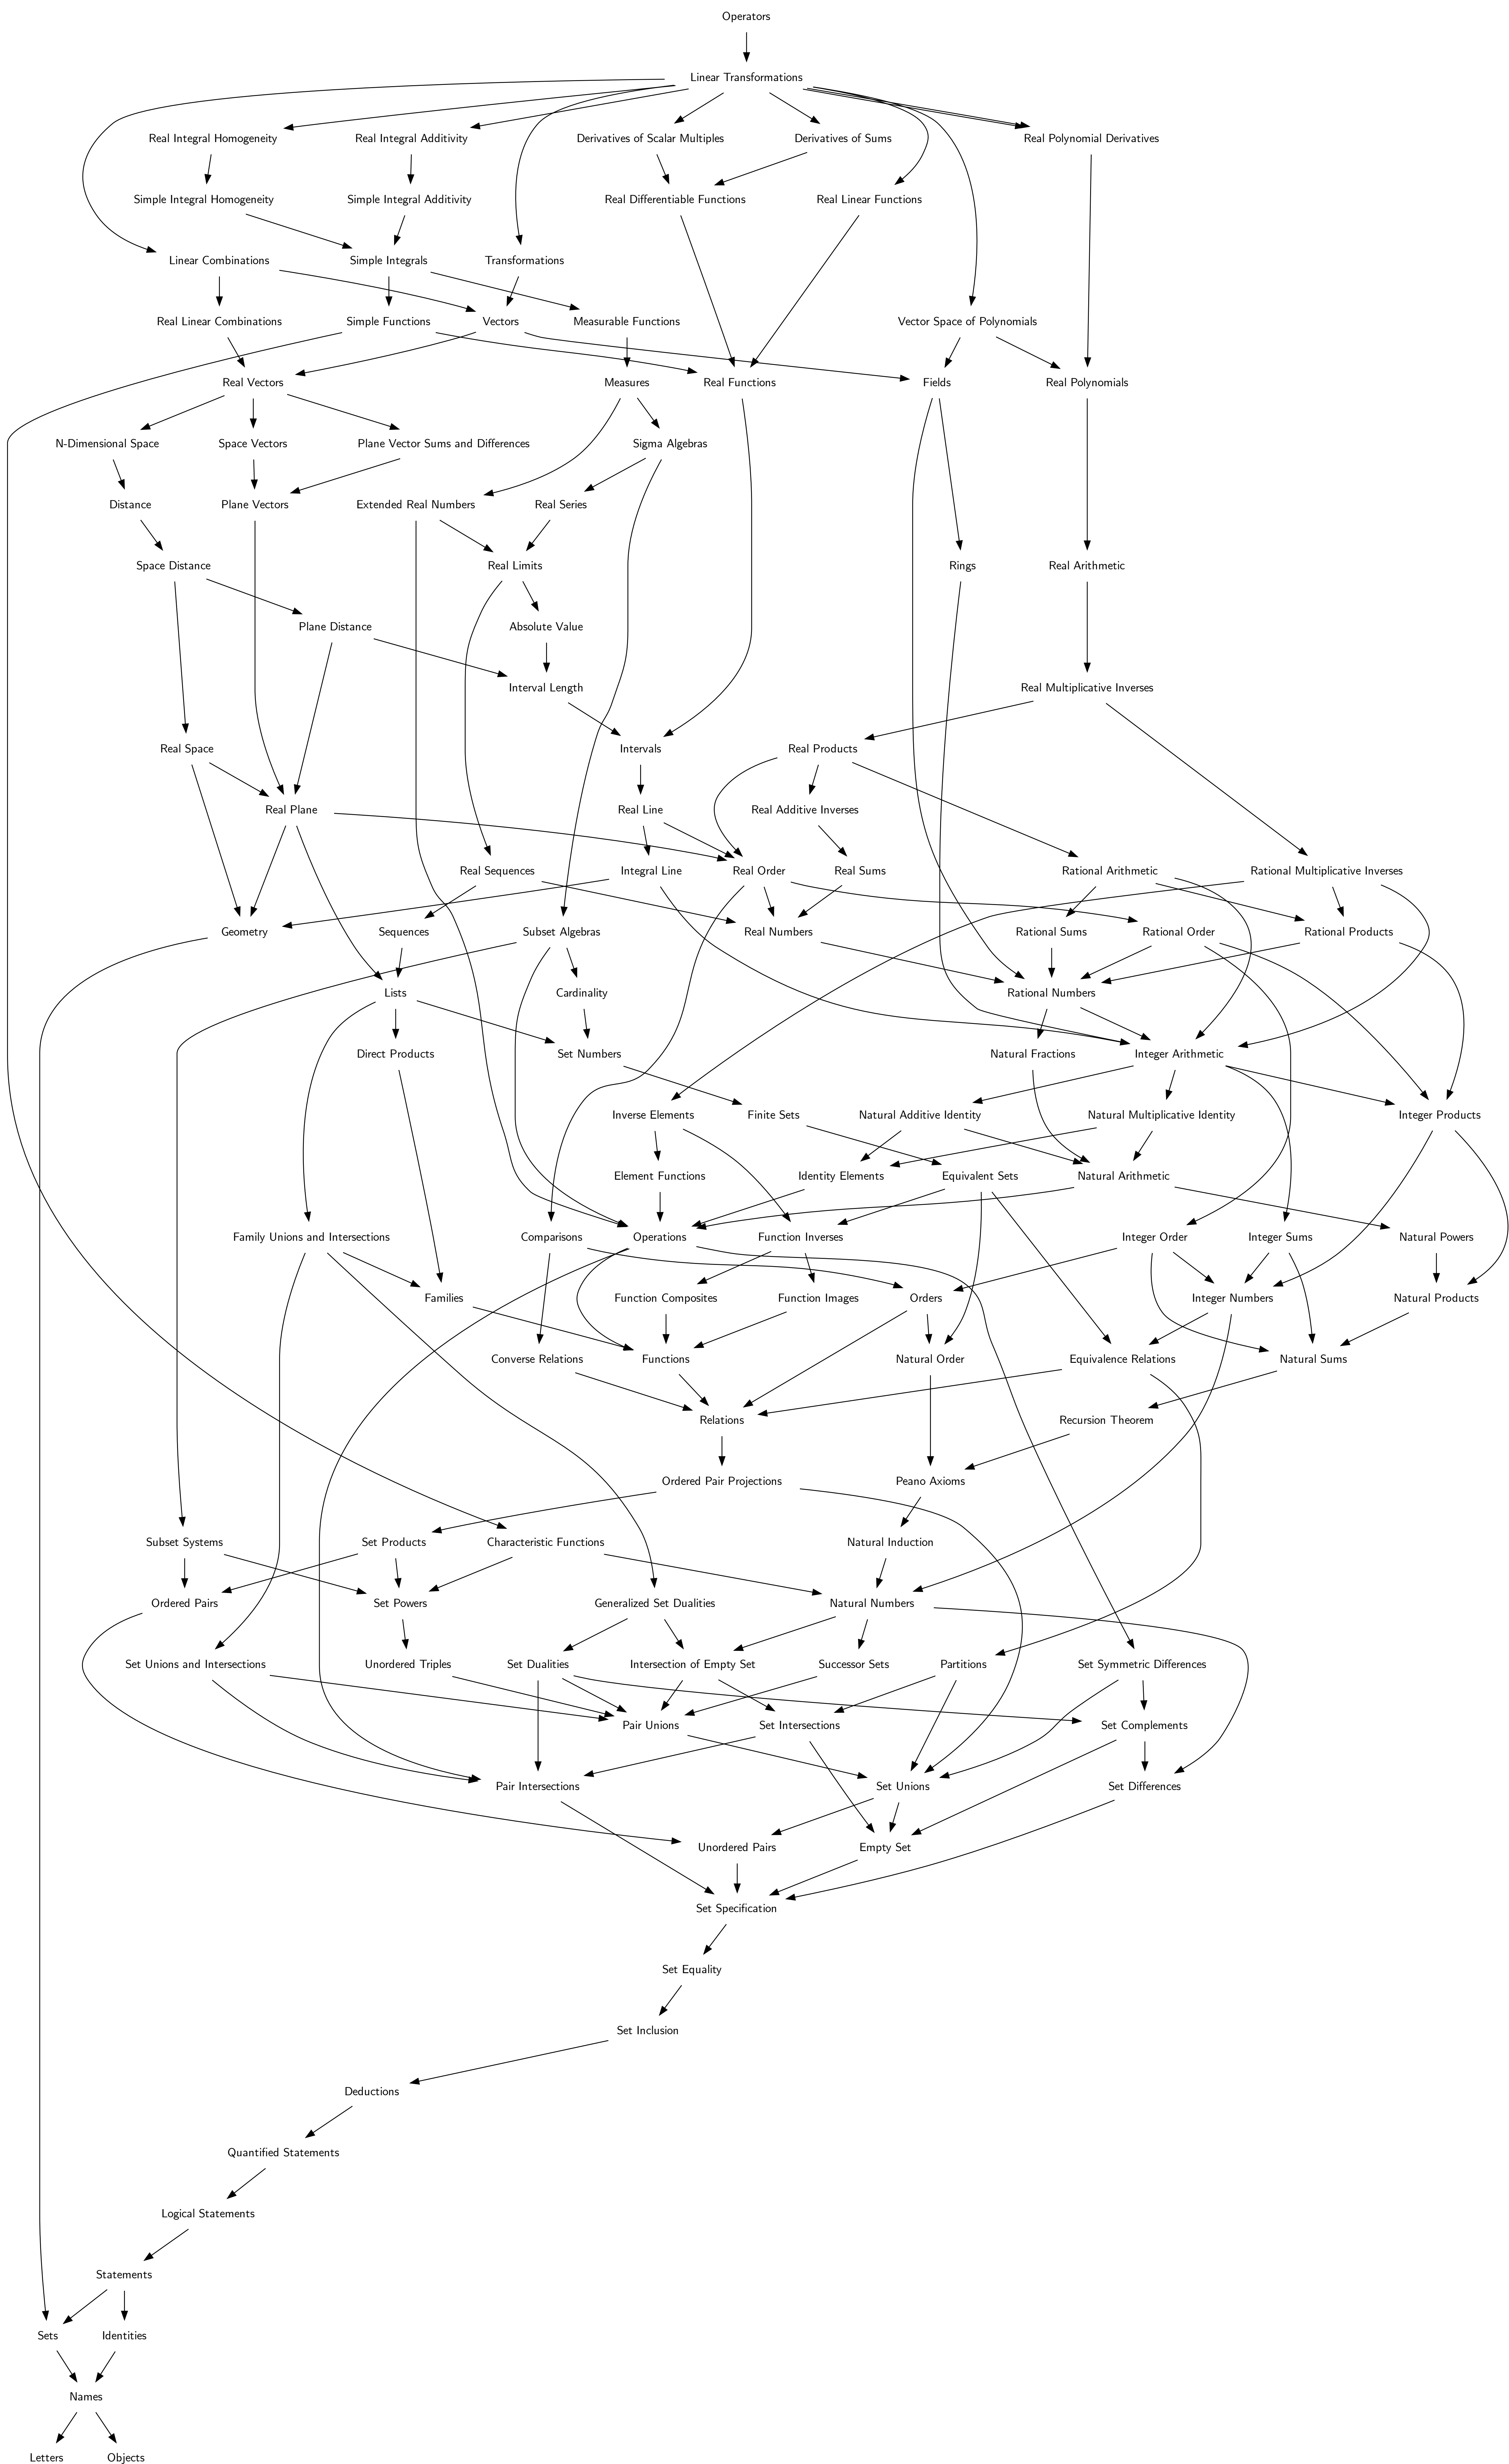 Operators
Linear Transformations
Real Integral Homogeneity
Real Integral Additivity
Derivatives of Scalar Multiples
Derivatives of Sums
Real Polynomial Derivatives
Simple Integral Homogeneity
Simple Integral Additivity
Real Differentiable Functions
Real Linear Functions
Linear Combinations
Simple Integrals
Transformations
Real Linear Combinations
Simple Functions
Vectors
Measurable Functions
Vector Space of Polynomials
Real Vectors
Measures
Real Functions
Fields
Real Polynomials
N-Dimensional Space
Space Vectors
Plane Vector Sums and Differences
Sigma Algebras
Distance
Plane Vectors
Extended Real Numbers
Real Series
Space Distance
Real Limits
Rings
Real Arithmetic
Plane Distance
Absolute Value
Interval Length
Real Multiplicative Inverses
Real Space
Intervals
Real Products
Real Plane
Real Line
Real Additive Inverses
Real Sequences
Integral Line
Real Order
Real Sums
Rational Arithmetic
Rational Multiplicative Inverses
Geometry
Sequences
Subset Algebras
Real Numbers
Rational Sums
Rational Order
Rational Products
Lists
Cardinality
Rational Numbers
Direct Products
Set Numbers
Natural Fractions
Integer Arithmetic
Inverse Elements
Finite Sets
Natural Additive Identity
Natural Multiplicative Identity
Integer Products
Element Functions
Identity Elements
Equivalent Sets
Natural Arithmetic
Family Unions and Intersections
Comparisons
Operations
Function Inverses
Integer Order
Integer Sums
Natural Powers
Families
Function Composites
Function Images
Orders
Integer Numbers
Natural Products
Converse Relations
Functions
Natural Order
Equivalence Relations
Natural Sums
Relations
Recursion Theorem
Ordered Pair Projections
Peano Axioms
Subset Systems
Set Products
Characteristic Functions
Natural Induction
Ordered Pairs
Set Powers
Generalized Set Dualities
Natural Numbers
Set Unions and Intersections
Unordered Triples
Set Dualities
Intersection of Empty Set
Successor Sets
Partitions
Set Symmetric Differences
Pair Unions
Set Intersections
Set Complements
Pair Intersections
Set Unions
Set Differences
Unordered Pairs
Empty Set
Set Specification
Set Equality
Set Inclusion
Deductions
Quantified Statements
Logical Statements
Statements
Sets
Identities
Names
Letters
Objects